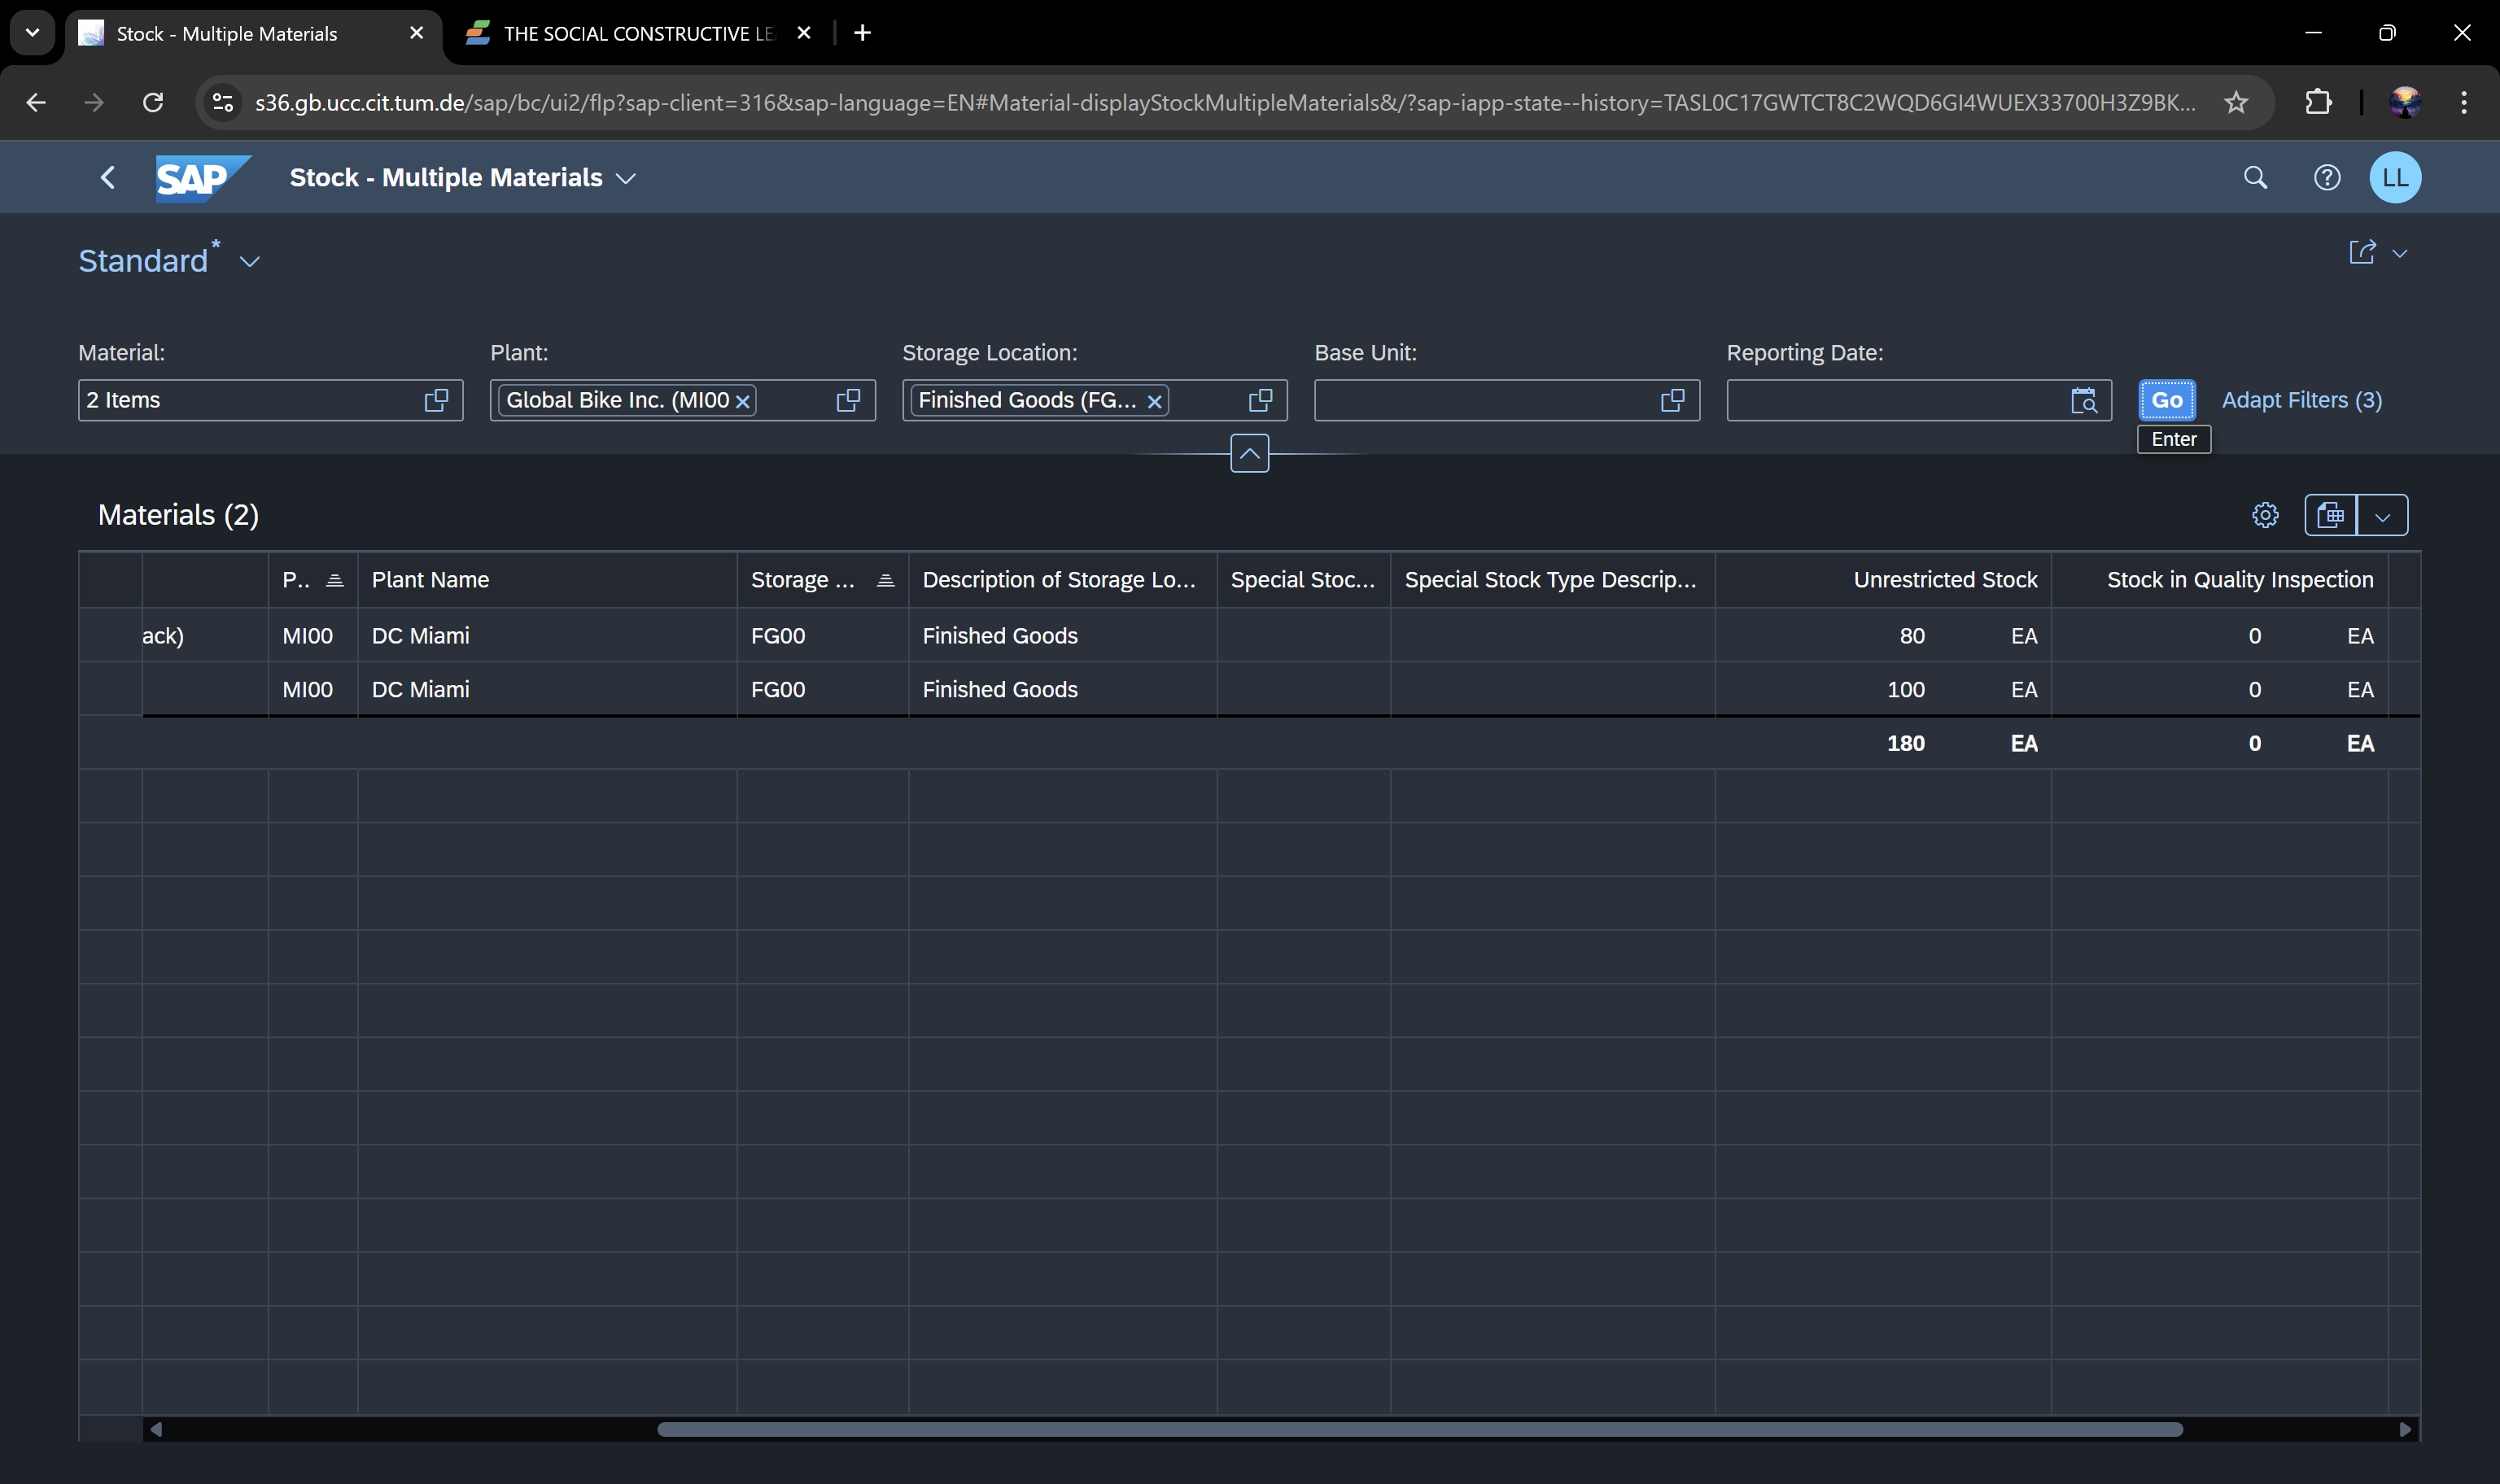 Stock - Multiple Materials
THE SOCIAL CONSTRUCTIVE LE
s36.gb.ucc.cit.tum.de/sap/bc/ui2/flp?sap-client=316&sap-language=EN#Material-displayStockMultipleMaterials&/?sap-iapp-state--history=TASL0C17GWTCT8C2WQD6GI4WUEX33700H3Z9BK...
SAP
Stock - Multiple Materials
LL
Standard*
Material:
Plant:
Storage Location:
Base Unit:
Reporting Date:
2 Items
Global Bike Inc. (MI00
Finished Goods (FG...
Go
Adapt Filters (3)
Enter
Materials (2)
P.. Plant Name Storage ... Description of Storage Lo... Special Stoc... Special Stock Type Descrip... Unrestricted Stock Stock in Quality Inspection
ack) MI00 DC Miami FG00 Finished Goods 80 EA 0 EA
MI00 DC Miami FG00 Finished Goods 100 EA 0 EA
180 EA 0 EA